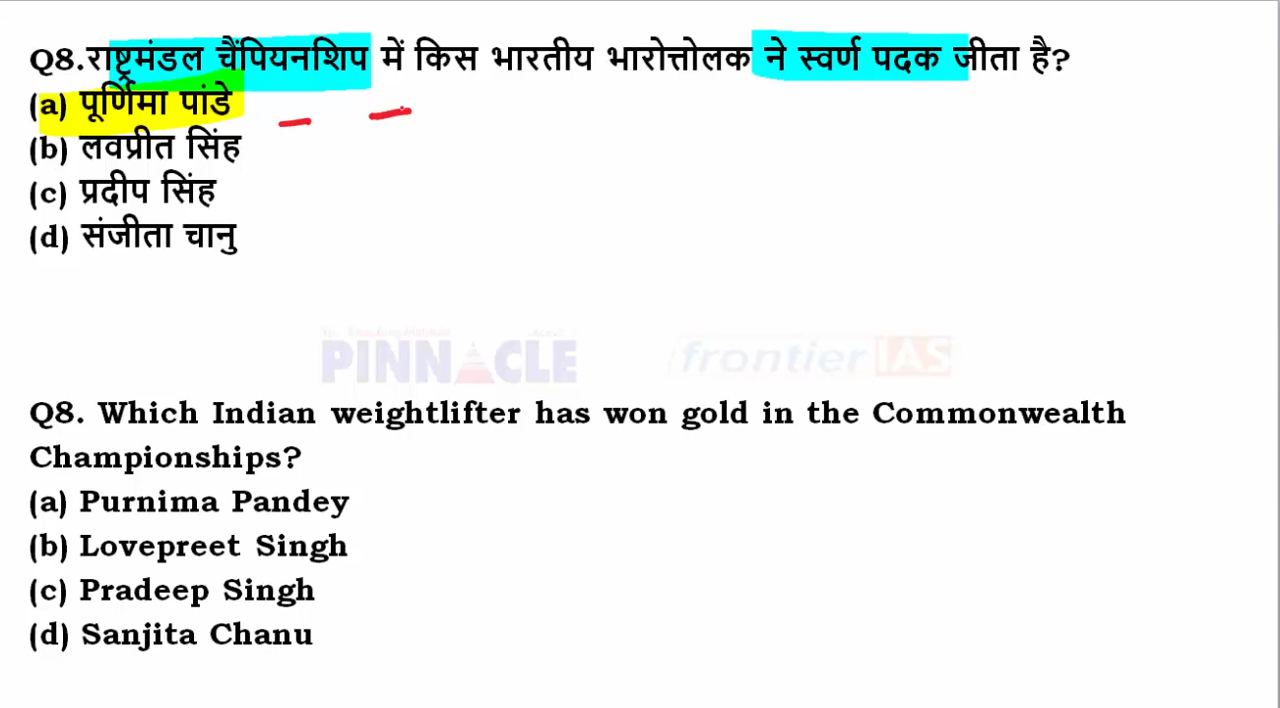 Q8.राष्ट्रमंडल चैंपियनशिप में किस भारतीय भारोत्तोलक ने स्वर्ण पदक जीता है?
(a) पूर्णिमा पांडे
(b) लवप्रीत सिंह
(c) प्रदीप सिंह
(d) संजीता चानु
PINNACLE frontier IAS
Q8. Which Indian weightlifter has won gold in the Commonwealth
Championships?
(a) Purnima Pandey
(b) Lovepreet Singh
(c) Pradeep Singh
(d) Sanjita Chanu